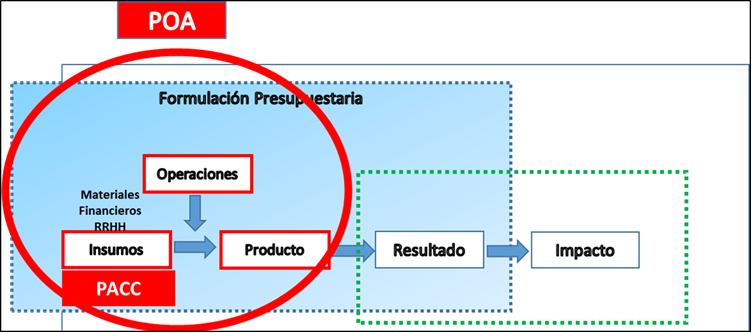 POA
Formulación Presupuestaria
Operaciones
Materiales
Financieros
RRHH
Insumos
Producto
Resultado
Impacto
PACC